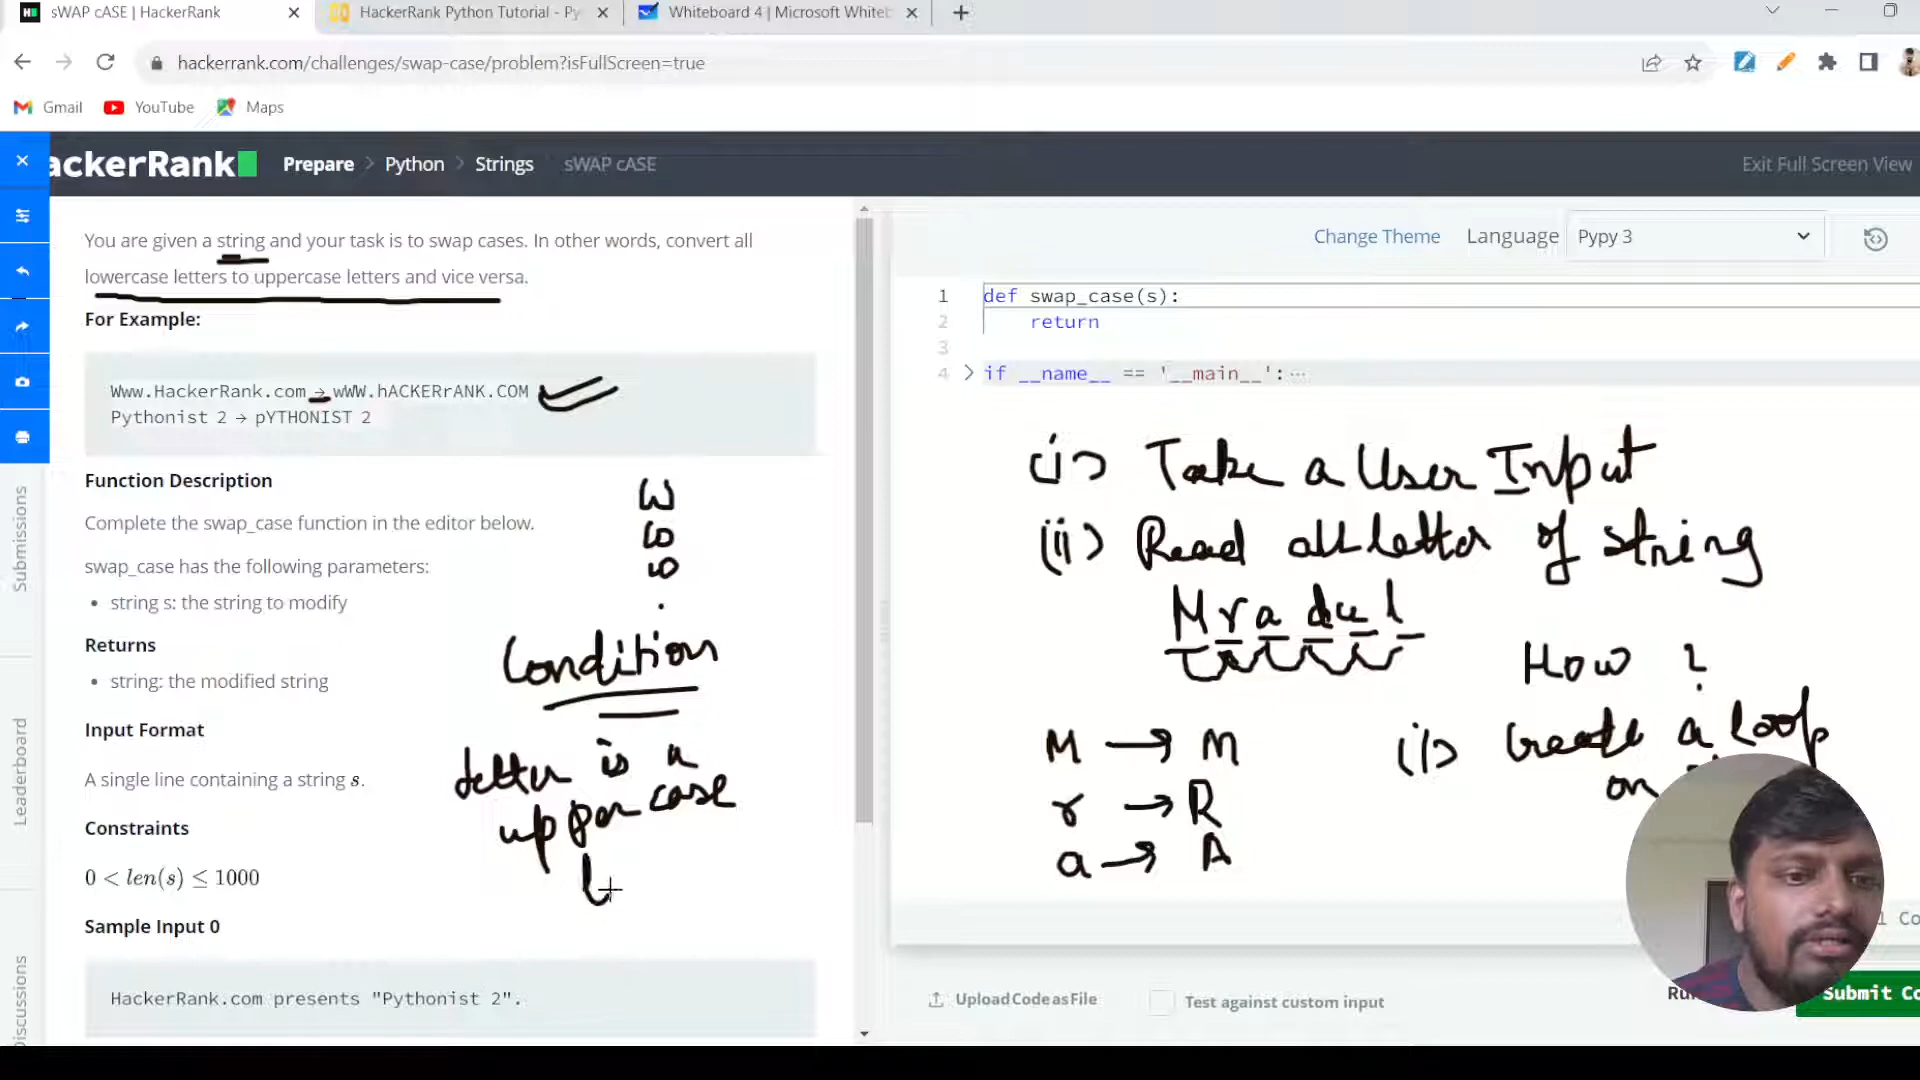 sWAP cASE | HackerRank
HackerRank Python Tutorial - Py
Whiteboard 4 | Microsoft Whiteb
hackerrank.com/challenges/swap-case/problem?isFullScreen=true
Gmail
YouTube
Maps
ackerRank
Prepare > Python > Strings
sWAP cASE
Exit Full Screen View
You are given a string and your task is to swap cases. In other words, convert all
lowercase letters to uppercase letters and vice versa.
For Example:
Www.HackerRank.com → wWW.hACKERrANK.COM
Pythonist 2 → pYTHONIST 2
Function Description
Complete the swap_case function in the editor below.
swap_case has the following parameters:
• string s: the string to modify
Returns
• string: the modified string
Input Format
A single line containing a string s.
Constraints
0 < len(s) ≤ 1000
Sample Input 0
HackerRank.com presents "Pythonist 2".
Submissions
Leaderboard
Discussions
W
w
w
.
Condition
letter is a
upper case
Change Theme
Language
Pypy 3
1 def swap_case(s):
2 return
3
4 if __name__ == '__main__':
(i) Take a User Input
(ii) Read all letter of string
Mradul
How ?
M → m
r → R
a → A
(i) Create a loop
on
Upload Code as File
Test against custom input
Ru
Submit Co